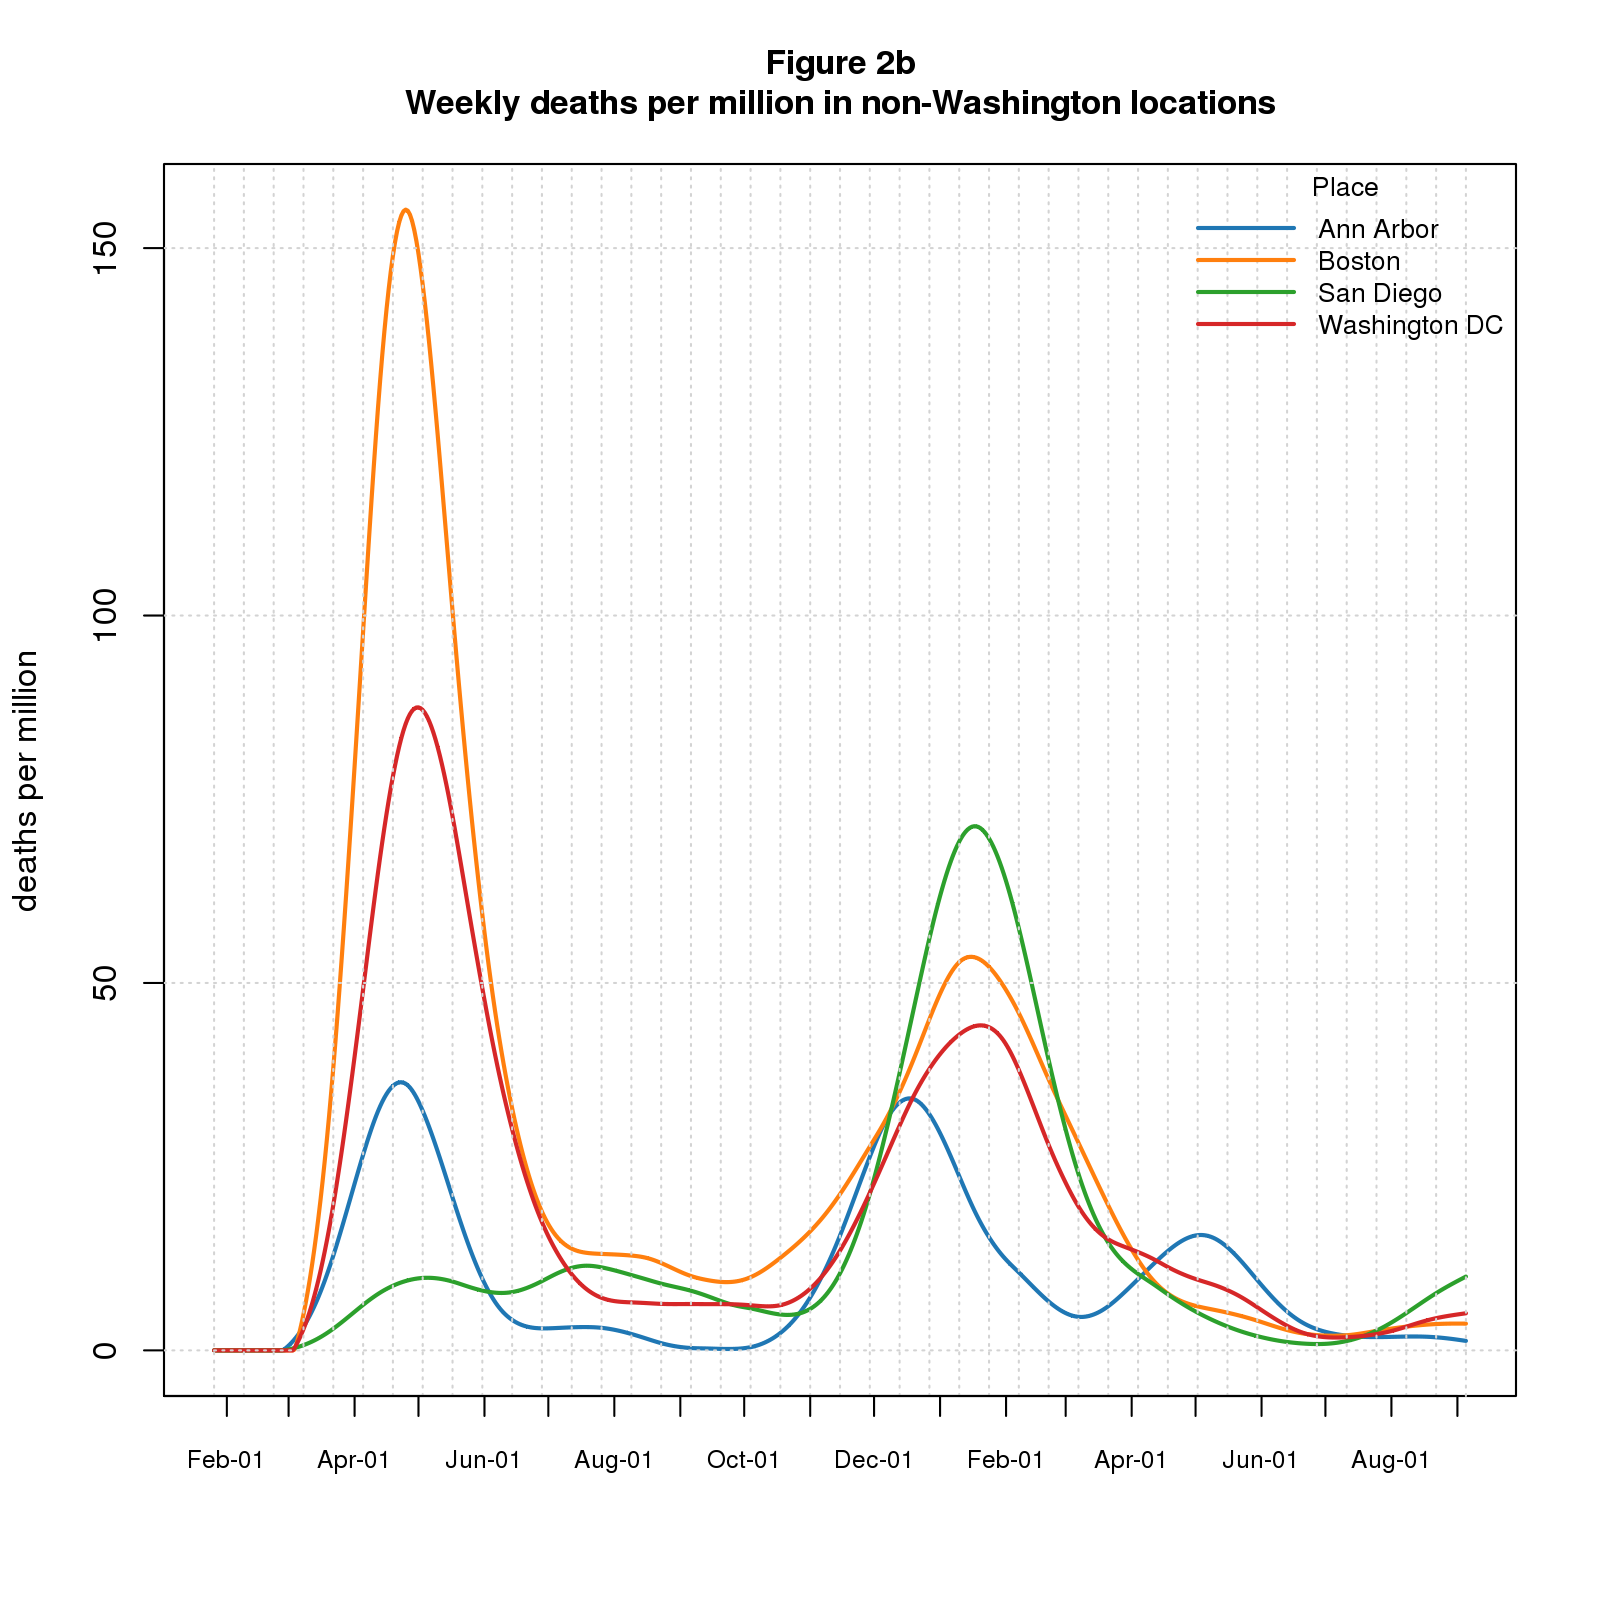 Figure 2b
Weekly deaths per million in non-Washington locations
Place
Ann Arbor
Boston
San Diego
Washington DC
150
100
50
0
deaths per million
Feb-01 Apr-01 Jun-01 Aug-01 Oct-01 Dec-01 Feb-01 Apr-01 Jun-01 Aug-01